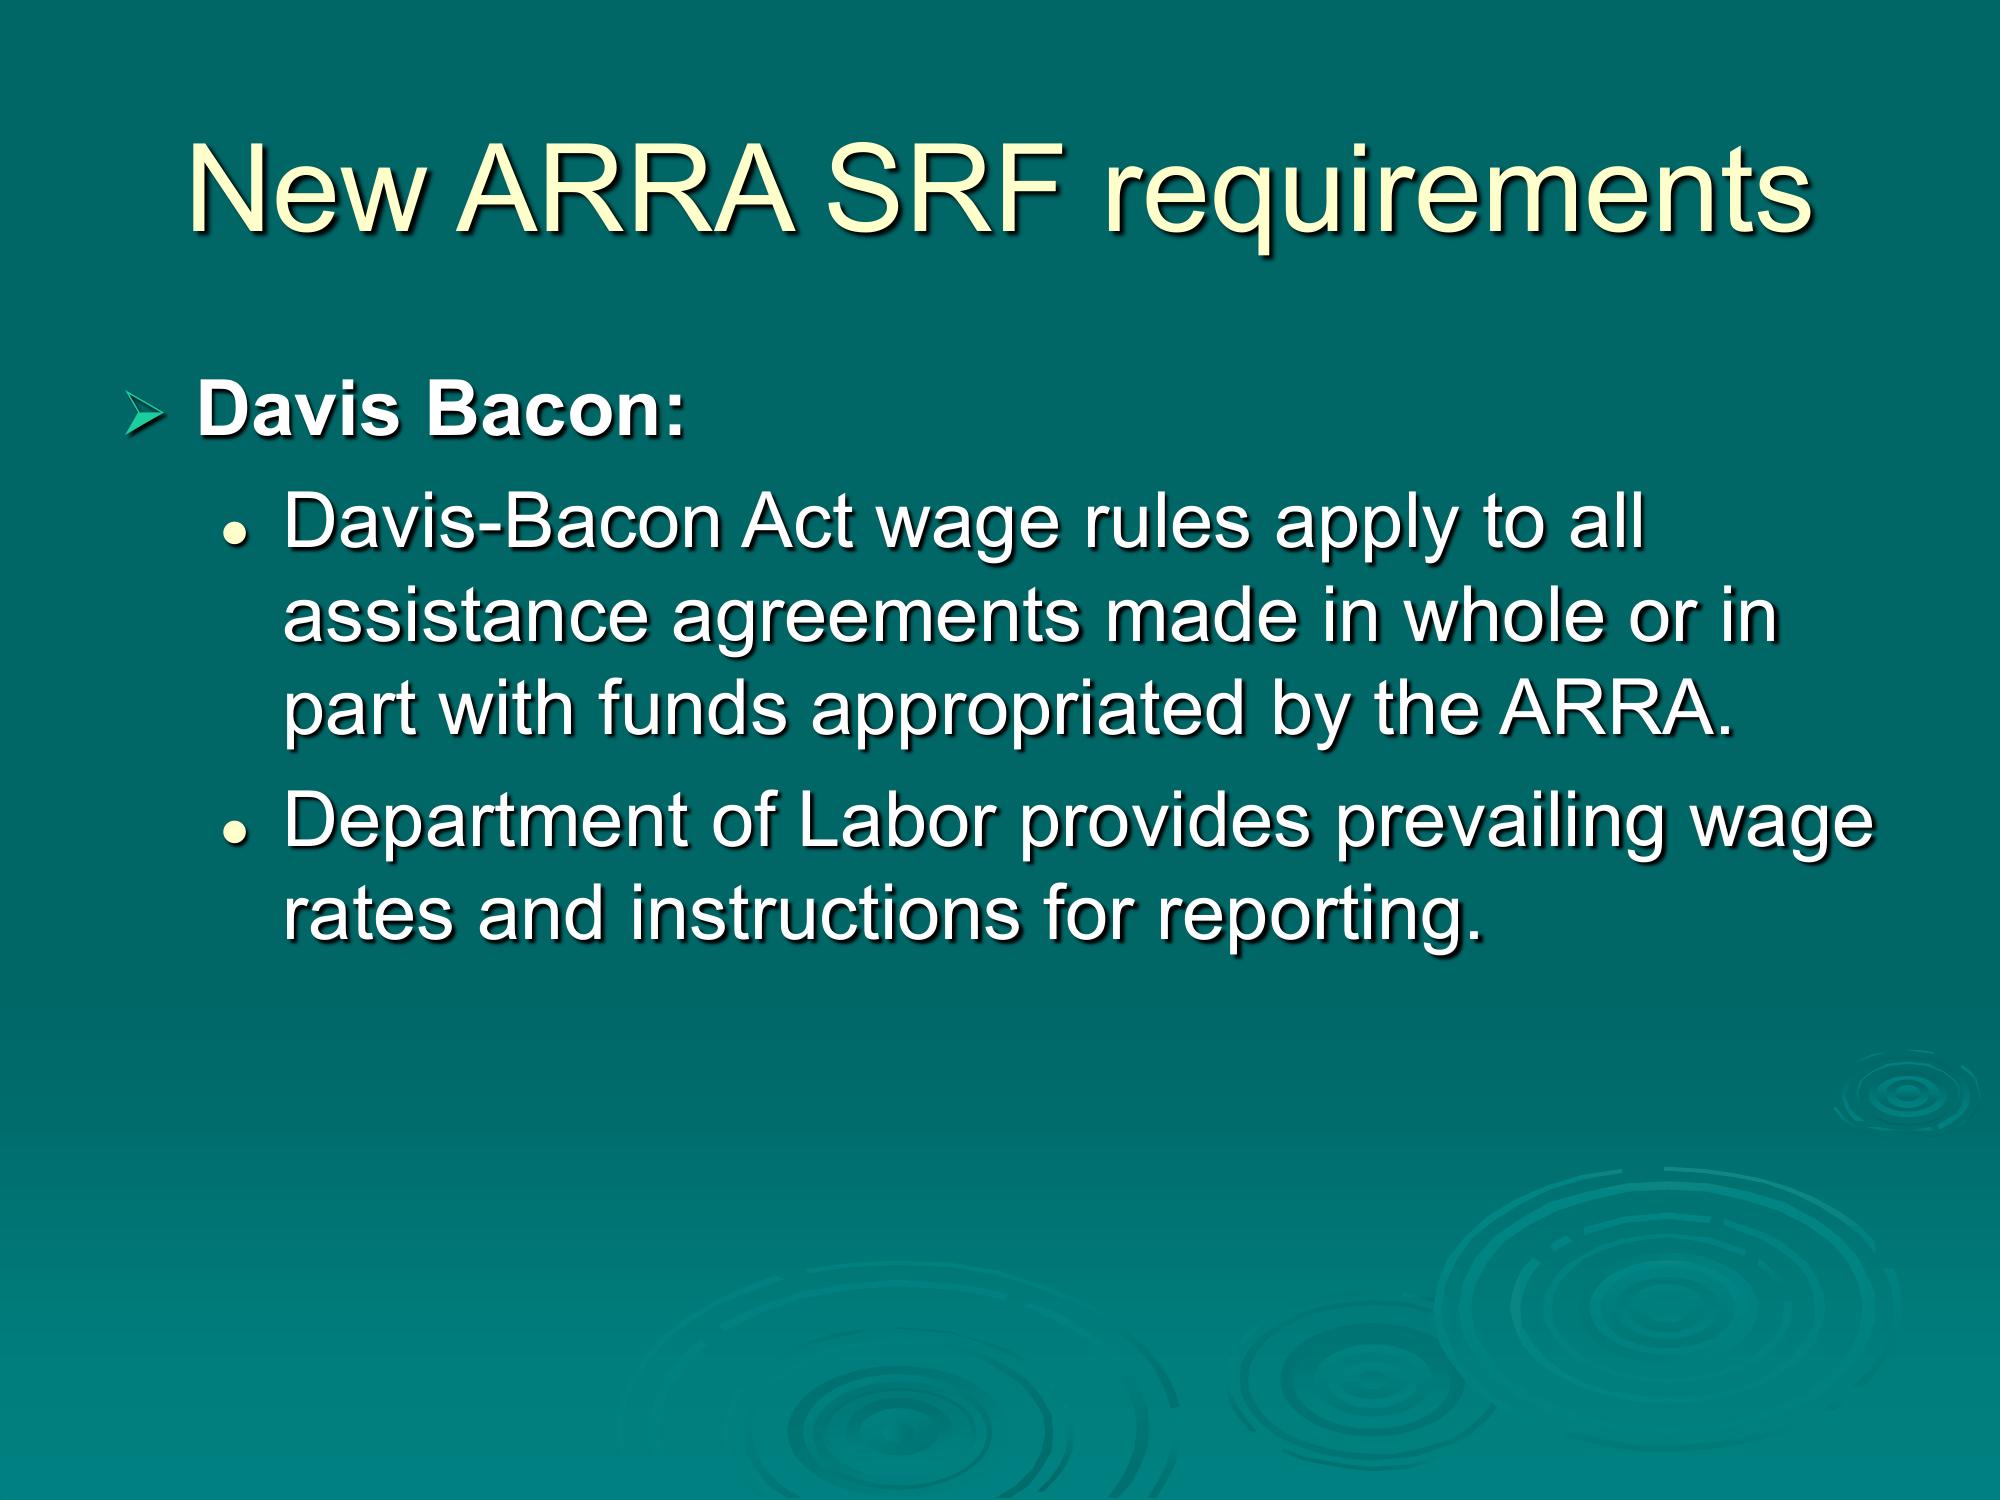 New ARRA SRF requirements
Davis Bacon:
Davis-Bacon Act wage rules apply to all
assistance agreements made in whole or in
part with funds appropriated by the ARRA.
Department of Labor provides prevailing wage
rates and instructions for reporting.